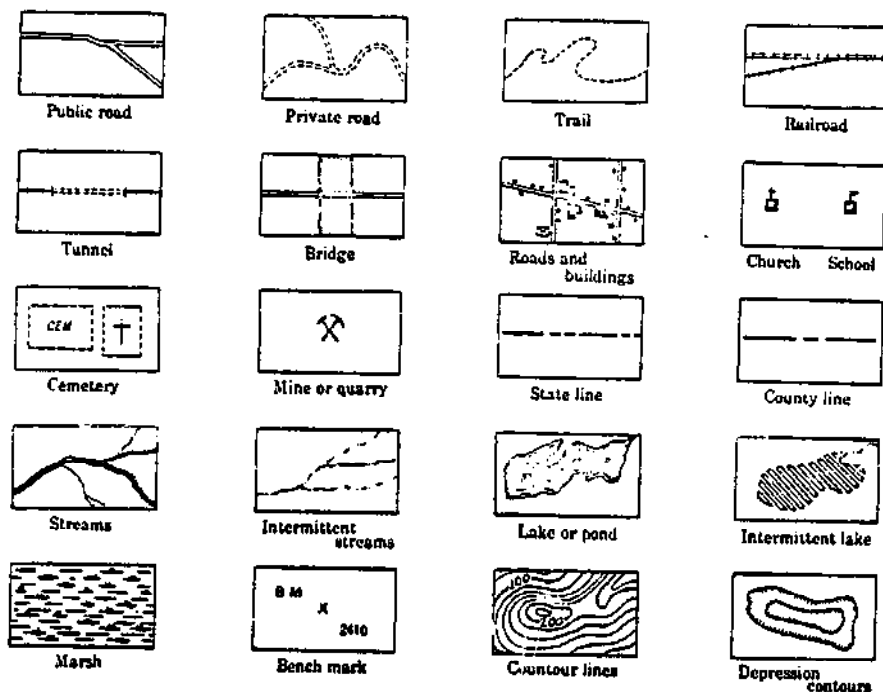 Public road
Private road
Trail
Railroad
Tunnel
Bridge
Roads and
buildings
Church
School
CEM
Cemetery
Mine or quarry
State line
County line
Streams
Intermittent
streams
Lake or pond
Intermittent lake
Marsh
B M
X
2410
Bench mark
100
200
Countour lines
Depression
contours